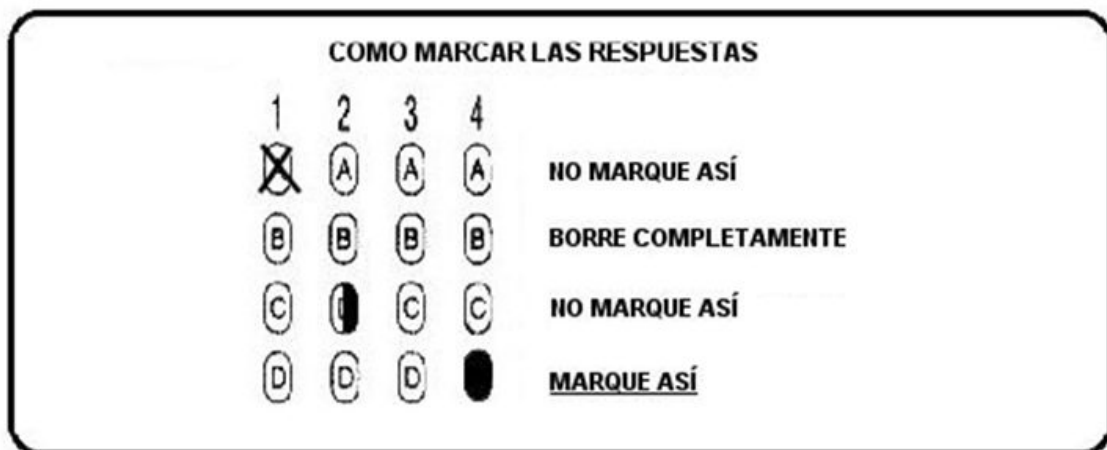 COMO MARCAR LAS RESPUESTAS
1 2 3 4
A A A NO MARQUE ASÍ
B B B B BORRE COMPLETAMENTE
C C C NO MARQUE ASÍ
D D D MARQUE ASÍ